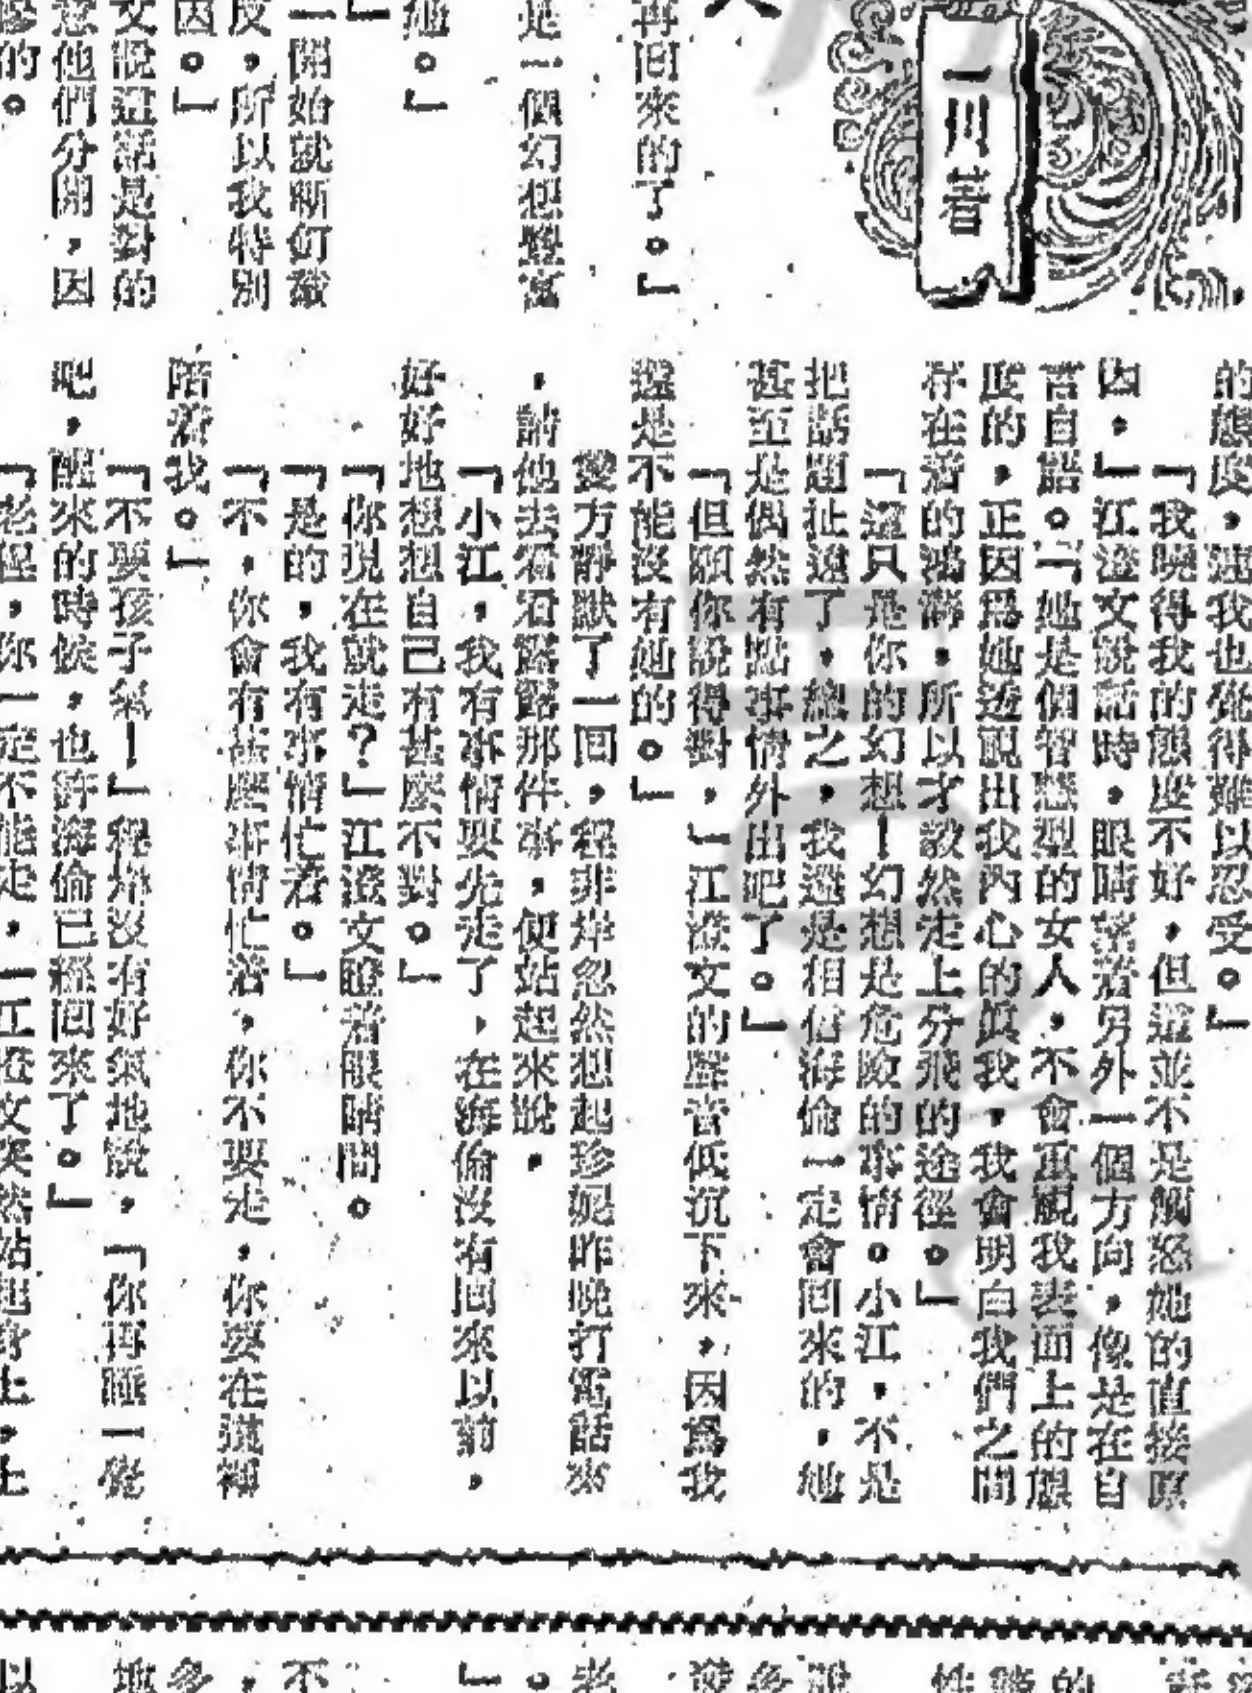 一川著
再回來的了。」
是一個幻想豐富
她。」
」
一開始就
反，所以我特別
因。」
文說這話是對的
意他們分開，因
的。
的態度，連我也覺得難以忍受。」
「我曉得我的態度不好，但這並不是觸怒她的直接原
因，」江澄文說話時，眼睛望着另外一個方向，像是在自
言自語。「她是個智慧型的女人，不會重視我表面上的態
度的，正因爲她透視出我內心的眞我，我會明白我們之間
存在着的鴻溝，所以才毅然走上分飛的途徑。」
「這只是你的幻想！幻想是危險的事情。小江，不是
把話題扯遠了，總之，我還是相信海倫一定會回來的，她
甚至是偶然有點事情外出吧了。」
「但願你說得對，」江澄文的聲音低沉下來，因爲我
還是不能沒有她的。」
雙方靜默了一回，程非岸忽然想起珍妮昨晚打電話來
，請他去看看露露那件事，便站起來說，
「小江，我有事情要先走了，在海倫沒有回來以前，
好好地想想自己有甚麼不對。」
「你現在就走？」江澄文瞪着眼睛問。
「是的，我有事情忙着。」
「不，你會有甚麼事情忙着，你不要走，你要在這裡
陪着我。」
「不要孩子氣！」程非岸沒有好氣地說，「你再睡一覺
吧，醒來的時候，也許海倫已經回來了。」
「老程，你一定不能走，」江澄文突然站起身上，上